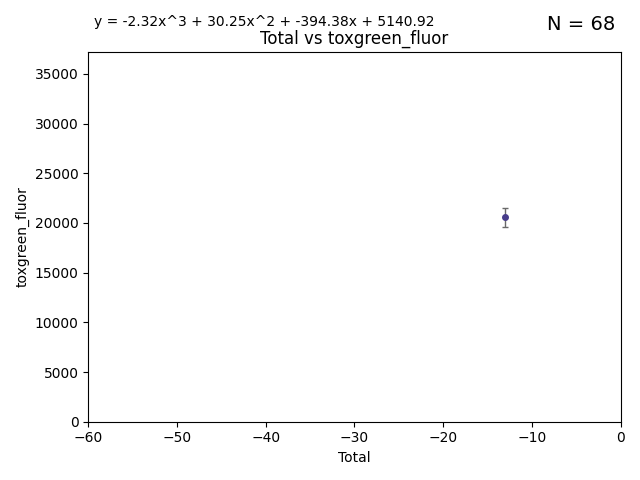 y = -2.32x^3 + 30.25x^2 + -394.38x + 5140.92
N = 68
Total vs toxgreen_fluor
35000
30000
25000
20000
15000
10000
5000
0
toxgreen_fluor
−60 −50 −40 −30 −20 −10 0
Total